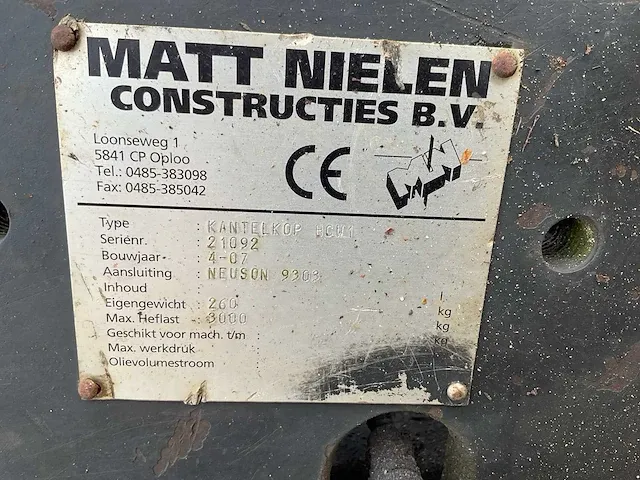 MATT NIELEN
CONSTRUCTIES B.V.
Loonseweg 1
5841 CP Oploo
Tel.: 0485-383098
Fax: 0485-385042
CE
Type : KANTELKOP HCW1
Serienr. : 21092
Bouwjaar : 4-07
Aansluiting : NEUSON 9303
Inhoud : l
Eigengewicht : 260 kg
Max. Heflast : 3000 kg
Geschikt voor mach. t/m : kg
Max. werkdruk :
Olievolumestroom :